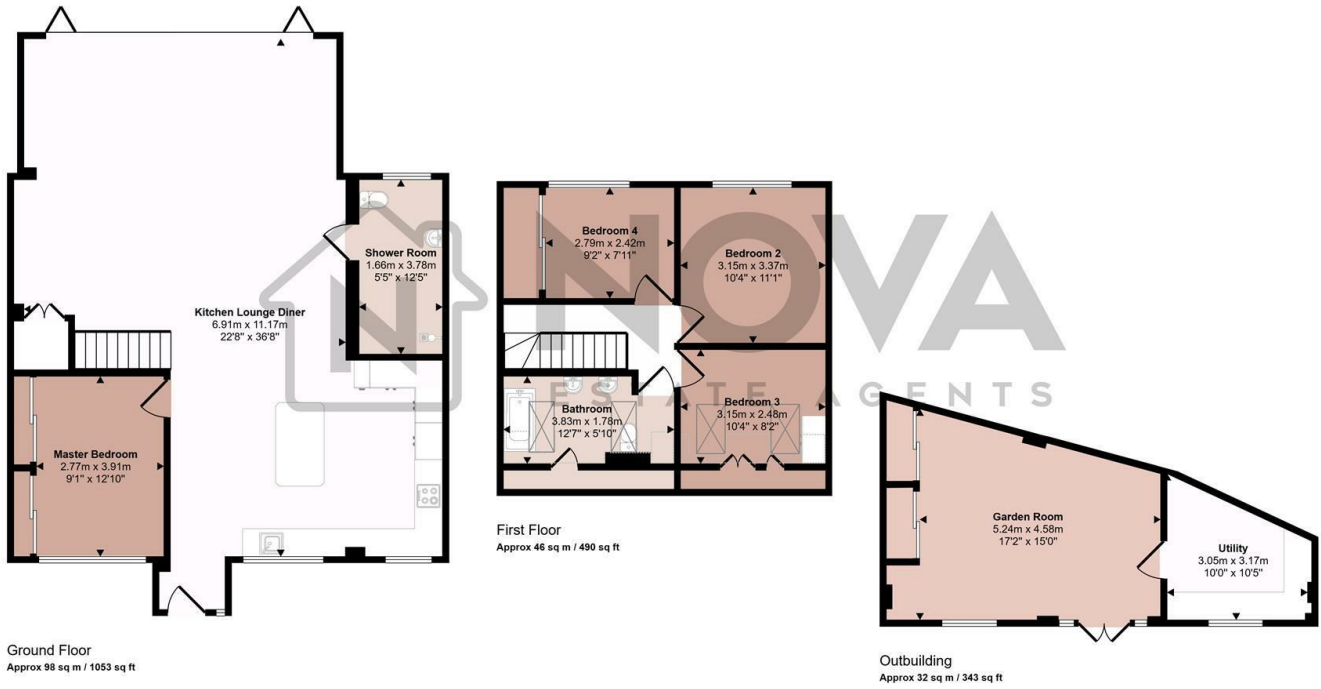 Kitchen Lounge Diner
6.91m x 11.17m
22'8" x 36'8"
Shower Room
1.66m x 3.78m
5'5" x 12'5"
Master Bedroom
2.77m x 3.91m
9'1" x 12'10"
Ground Floor
Approx 98 sq m / 1053 sq ft
Bedroom 4
2.79m x 2.42m
9'2" x 7'11"
Bedroom 2
3.15m x 3.37m
10'4" x 11'1"
Bathroom
3.83m x 1.78m
12'7" x 5'10"
Bedroom 3
3.15m x 2.48m
10'4" x 8'2"
First Floor
Approx 46 sq m / 490 sq ft
Garden Room
5.24m x 4.58m
17'2" x 15'0"
Utility
3.05m x 3.17m
10'0" x 10'5"
Outbuilding
Approx 32 sq m / 343 sq ft
N NOVA
ESTATE AGENTS